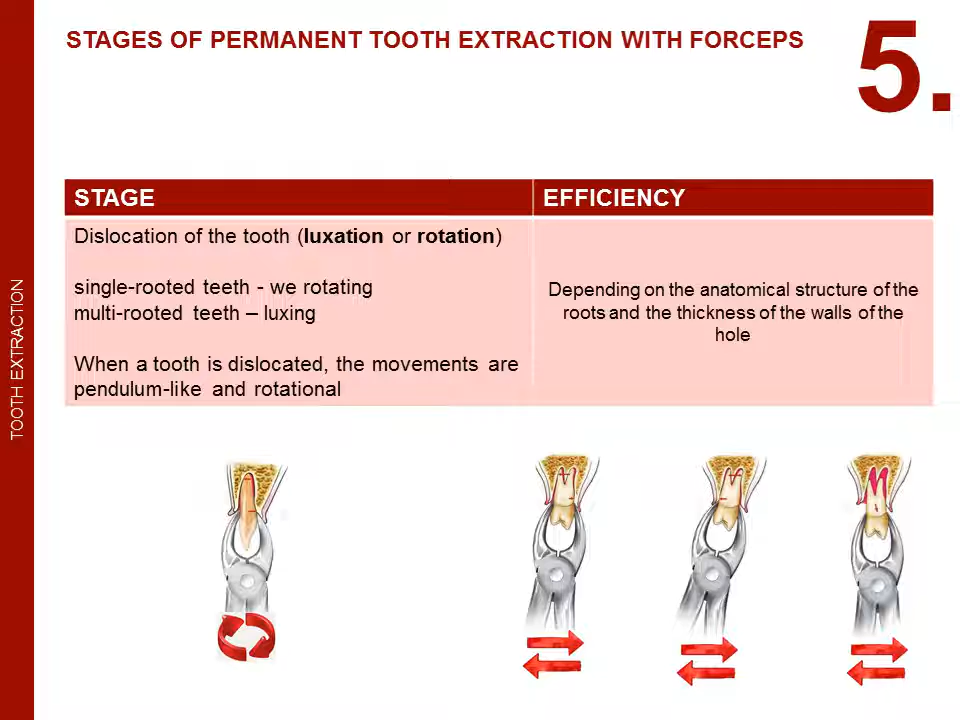 STAGES OF PERMANENT TOOTH EXTRACTION WITH FORCEPS
5.
STAGE
EFFICIENCY
Dislocation of the tooth (luxation or rotation)
single-rooted teeth - we rotating
multi-rooted teeth – luxing
When a tooth is dislocated, the movements are
pendulum-like and rotational
Depending on the anatomical structure of the
roots and the thickness of the walls of the
hole
TOOTH EXTRACTION